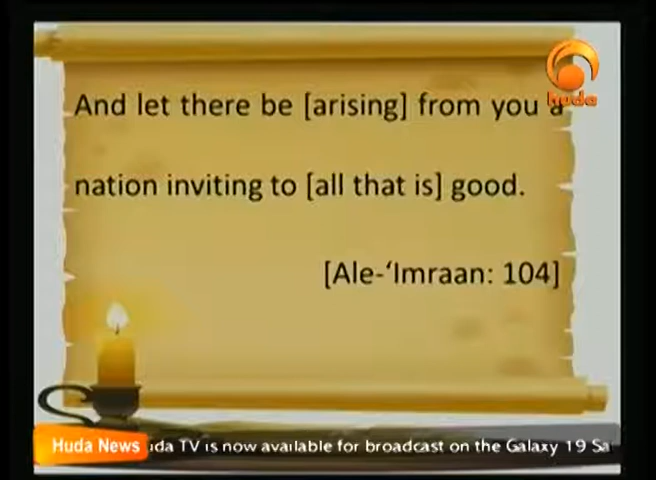 huda
And let there be [arising] from you a
nation inviting to [all that is] good.
[Ale-‘Imraan: 104]
Huda News
uda TV is now available for broadcast on the Galaxy 19 Sa